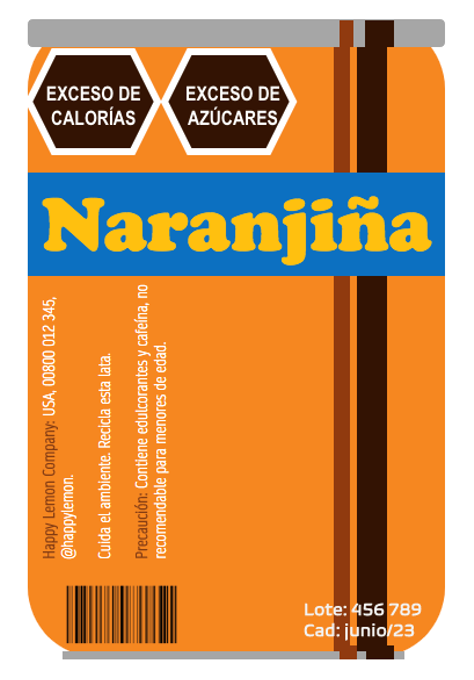 EXCESO DE
CALORÍAS
EXCESO DE
AZÚCARES
Naranjiña
Happy Lemon Company: USA, 00800 012 345,
@happylemon.
Cuida el ambiente. Recicla esta lata.
Precaución: Contiene edulcorantes y cafeína, no
recomendable para menores de edad.
Lote: 456 789
Cad: junio/23